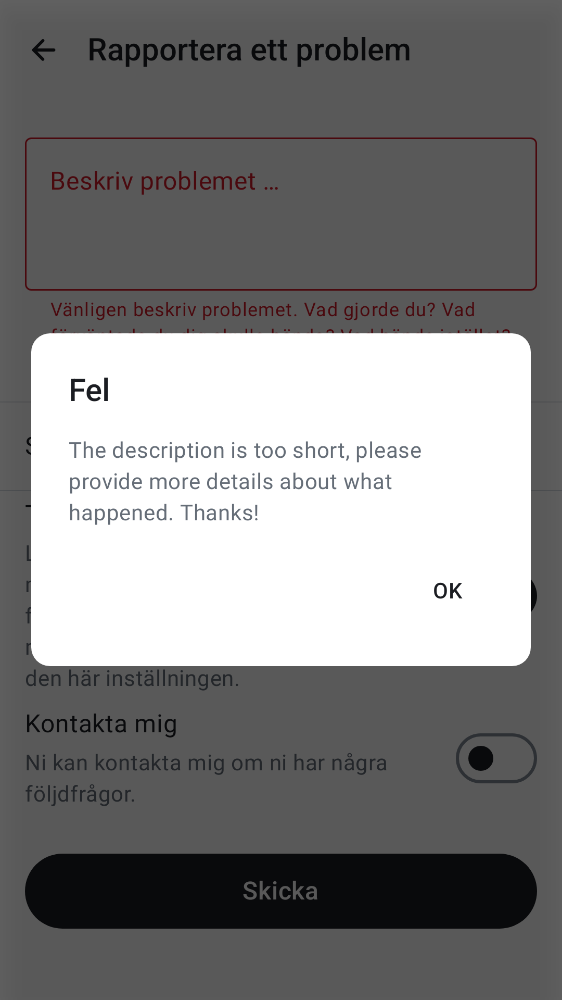 Rapportera ett problem
Beskriv problemet ...
Vänligen beskriv problemet. Vad gjorde du? Vad
Fel
The description is too short, please
provide more details about what
happened. Thanks!
OK
den här inställningen.
Kontakta mig
Ni kan kontakta mig om ni har några
följdfrågor.
Skicka